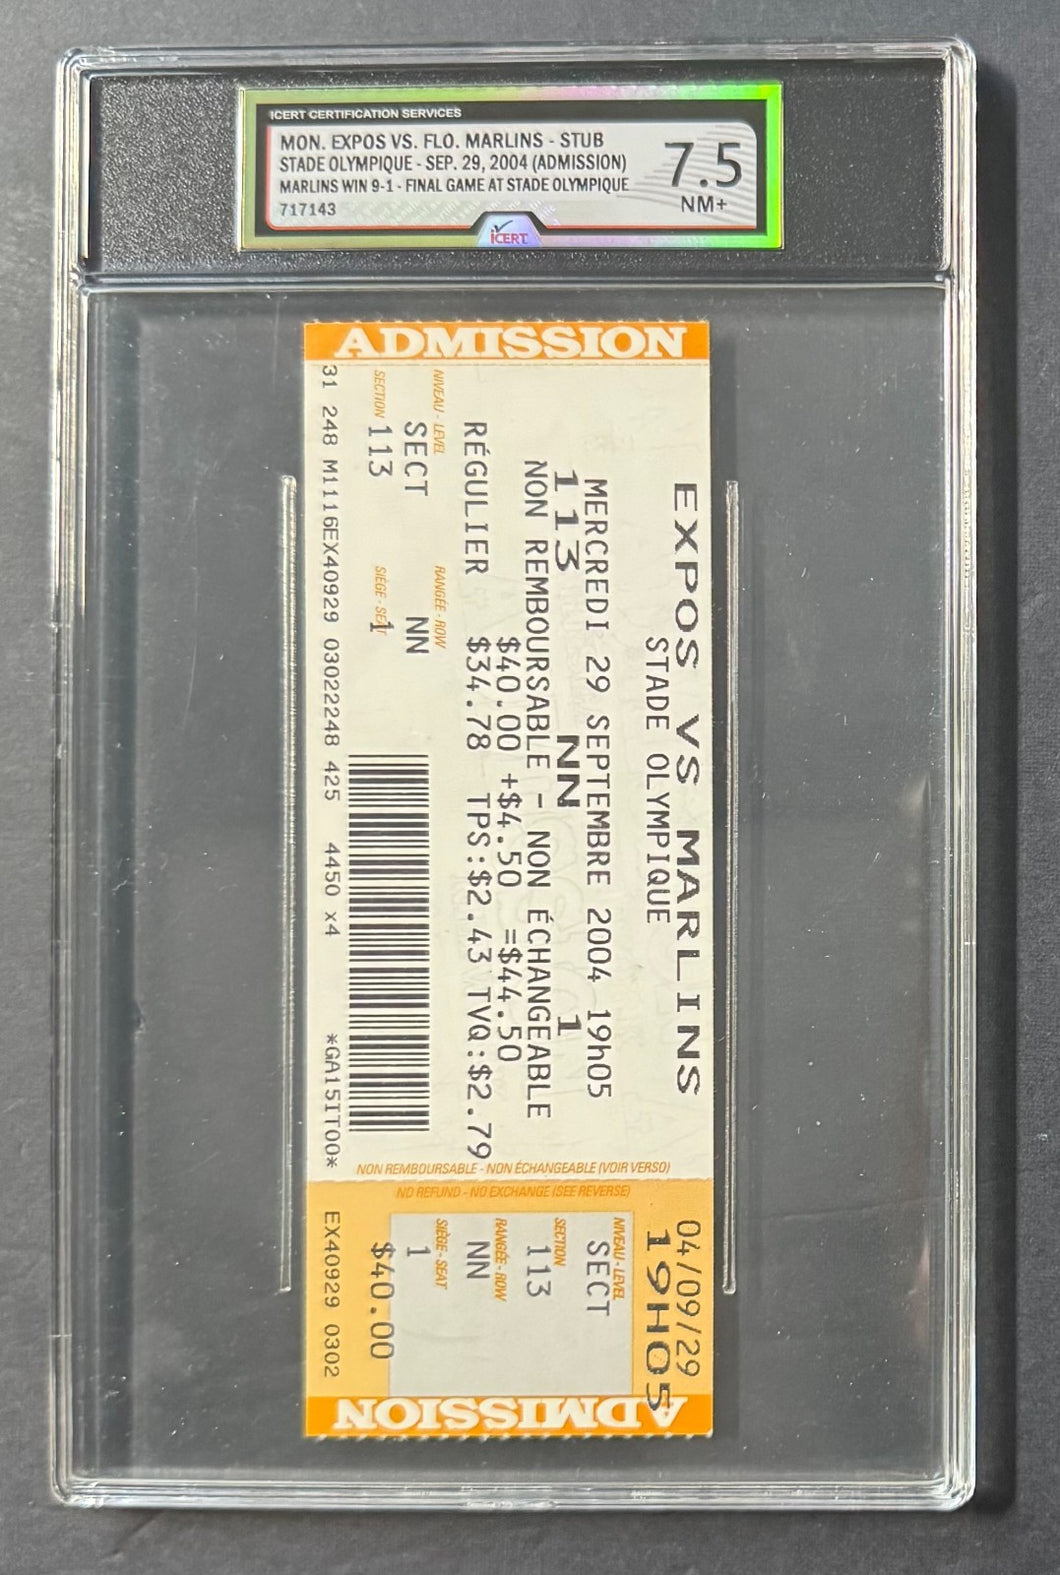 ICERT CERTIFICATION SERVICES
MON. EXPOS VS. FLO. MARLINS - STUB
STADE OLYMPIQUE - SEP. 29, 2004 (ADMISSION)
MARLINS WIN 9-1 - FINAL GAME AT STADE OLYMPIQUE
717143
7.5
NM+
iCERT
ADMISSION
EXPOS VS MARLINS
STADE OLYMPIQUE
MERCREDI 29 SEPTEMBRE 2004 19h05
113 NN 1
NON REMBOURSABLE - NON ÉCHANGEABLE
$40.00 +$4.50 =$44.50
RÉGULIER $34.78 TPS:$2.43 TVQ:$2.79
NIVEAU - LEVEL RANGÉE - ROW
SECT NN
SECTION SIÈGE - SEAT
113 1
31 248 M1116EX40929 03022248 425 4450 x4 *GA15IT00*
NON REMBOURSABLE - NON ÉCHANGEABLE (VOIR VERSO)
NO REFUND - NO EXCHANGE (SEE REVERSE)
04/09/29
19H05
NIVEAU - LEVEL
SECT
SECTION
113
RANGÉE - ROW
NN
SIÈGE - SEAT
1
$40.00
EX40929 0302
ADMISSION